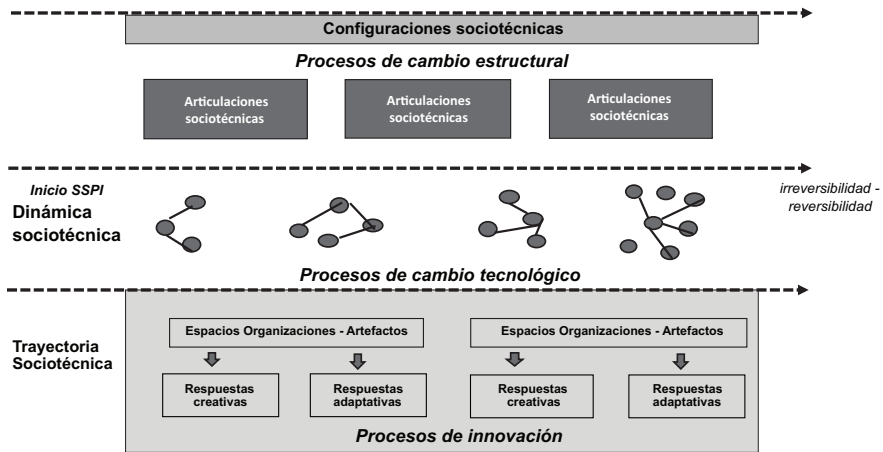 Configuraciones sociotécnicas
Procesos de cambio estructural
Articulaciones
sociotécnicas
Articulaciones
sociotécnicas
Articulaciones
sociotécnicas
Inicio SSPI
Dinámica
sociotécnica
irreversibilidad -
reversibilidad
Procesos de cambio tecnológico
Trayectoria
Sociotécnica
Espacios Organizaciones - Artefactos
Espacios Organizaciones - Artefactos
Respuestas
creativas
Respuestas
adaptativas
Respuestas
creativas
Respuestas
adaptativas
Procesos de innovación